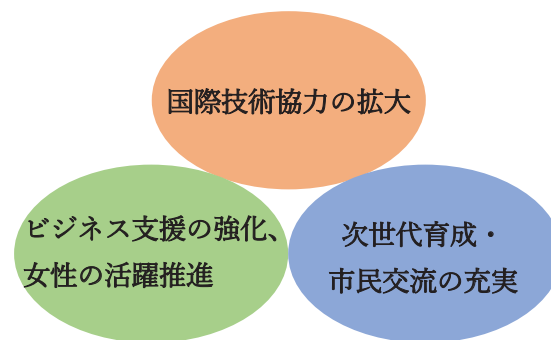 国際技術協力の拡大
ビジネス支援の強化、
女性の活躍推進
次世代育成・
市民交流の充実